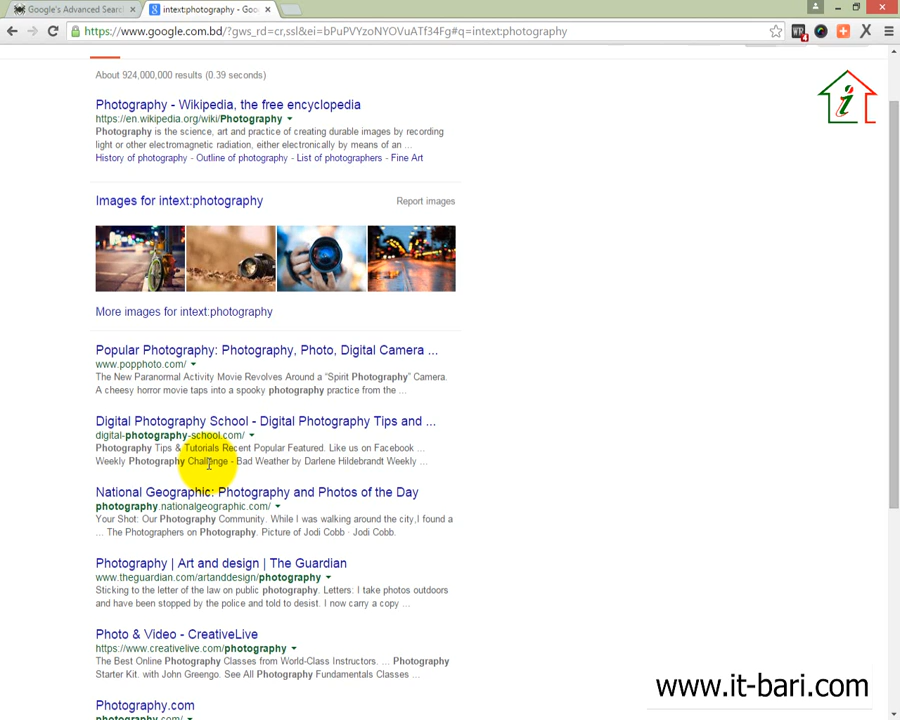 Google's Advanced Searc
intext:photography - Goo
https://www.google.com.bd/?gws_rd=cr,ssl&ei=bPuPVYzoNYOVuATf34Fg#q=intext:photography
About 924,000,000 results (0.39 seconds)
Photography - Wikipedia, the free encyclopedia
https://en.wikipedia.org/wiki/Photography
Photography is the science, art and practice of creating durable images by recording
light or other electromagnetic radiation, either electronically by means of an ...
History of photography - Outline of photography - List of photographers - Fine Art
Images for intext:photography
Report images
More images for intext:photography
Popular Photography: Photography, Photo, Digital Camera ...
www.popphoto.com/
The New Paranormal Activity Movie Revolves Around a “Spirit Photography” Camera.
A cheesy horror movie taps into a spooky photography practice from the ...
Digital Photography School - Digital Photography Tips and ...
digital-photography-school.com/
Photography Tips & Tutorials Recent Popular Featured. Like us on Facebook ...
Weekly Photography Challenge - Bad Weather by Darlene Hildebrandt Weekly ...
National Geographic: Photography and Photos of the Day
photography.nationalgeographic.com/
Your Shot: Our Photography Community. While I was walking around the city,I found a
... The Photographers on Photography. Picture of Jodi Cobb · Jodi Cobb.
Photography | Art and design | The Guardian
www.theguardian.com/artanddesign/photography
Sticking to the letter of the law on public photography. Letters: I take photos outdoors
and have been stopped by the police and told to desist. I now carry a copy ...
Photo & Video - CreativeLive
https://www.creativelive.com/photography
The Best Online Photography Classes from World-Class Instructors. ... Photography
Starter Kit. with John Greengo. See All Photography Fundamentals Classes ...
Photography.com
photography.com/
www.it-bari.com